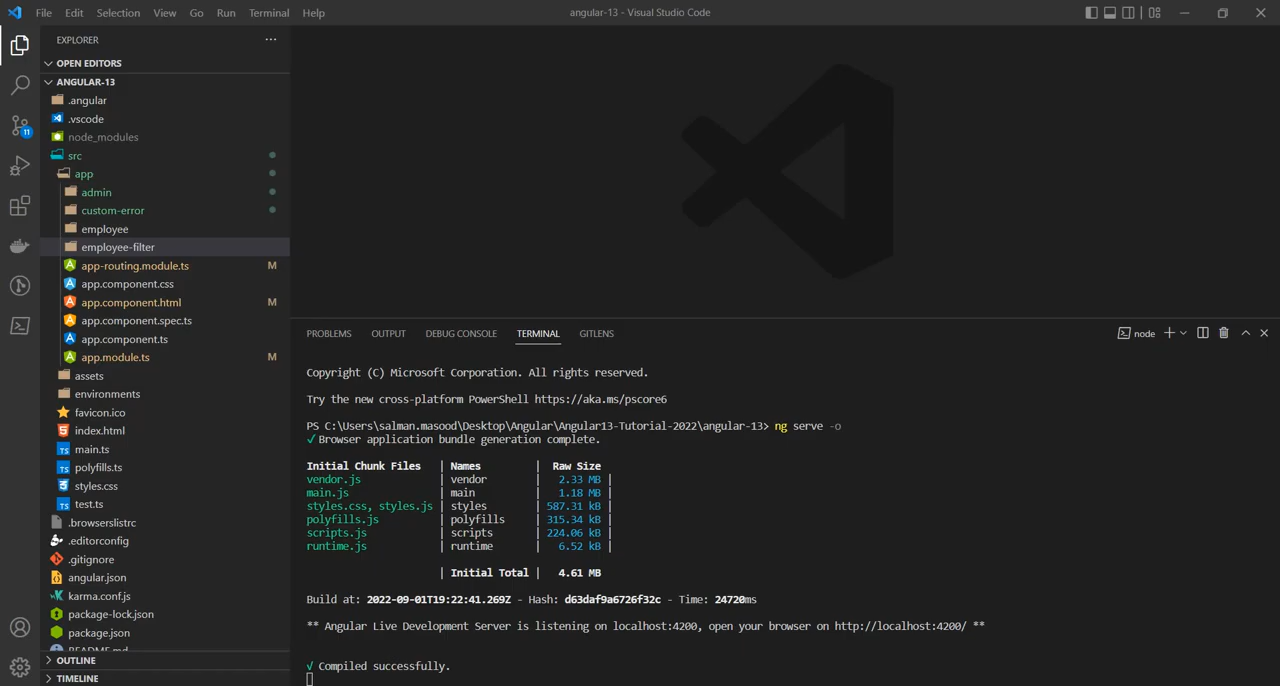 File Edit Selection View Go Run Terminal Help
angular-13 - Visual Studio Code
EXPLORER
OPEN EDITORS
ANGULAR-13
.angular
.vscode
node_modules
src
app
admin
custom-error
employee
employee-filter
app-routing.module.ts M
app.component.css
app.component.html M
app.component.spec.ts
app.component.ts
app.module.ts M
assets
environments
favicon.ico
index.html
main.ts
polyfills.ts
styles.css
test.ts
.browserslistrc
.editorconfig
.gitignore
angular.json
karma.conf.js
package-lock.json
package.json
README.md
OUTLINE
TIMELINE
11
PROBLEMS OUTPUT DEBUG CONSOLE TERMINAL GITLENS
node
Copyright (C) Microsoft Corporation. All rights reserved.
Try the new cross-platform PowerShell https://aka.ms/pscore6
PS C:\Users\salman.masood\Desktop\Angular\Angular13-Tutorial-2022\angular-13> ng serve -o
√ Browser application bundle generation complete.
Initial Chunk Files | Names | Raw Size
vendor.js | vendor | 2.33 MB |
main.js | main | 1.18 MB |
styles.css, styles.js | styles | 587.31 kB |
polyfills.js | polyfills | 315.34 kB |
scripts.js | scripts | 224.06 kB |
runtime.js | runtime | 6.52 kB |
| Initial Total | 4.61 MB
Build at: 2022-09-01T19:22:41.269Z - Hash: d63daf9a6726f32c - Time: 24720ms
** Angular Live Development Server is listening on localhost:4200, open your browser on http://localhost:4200/ **
√ Compiled successfully.